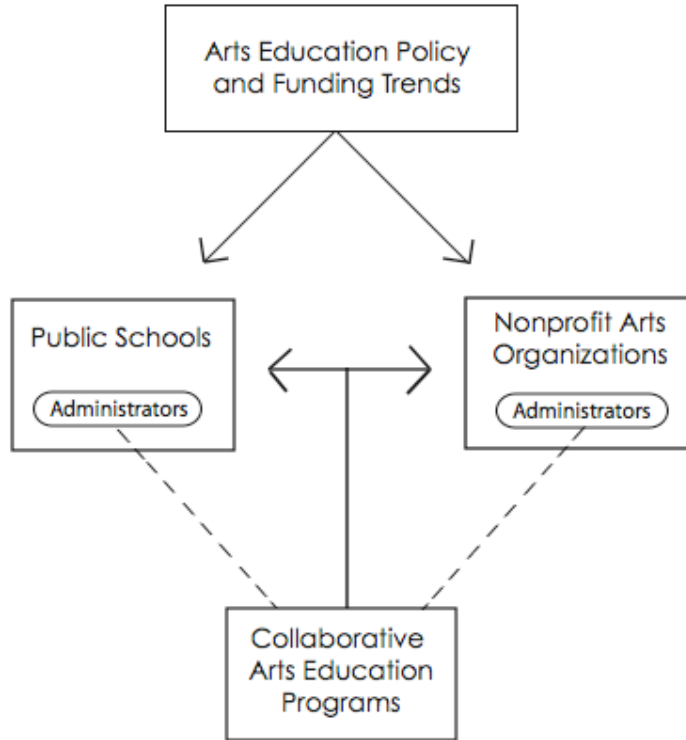 Arts Education Policy
and Funding Trends
Public Schools
Administrators
Nonprofit Arts
Organizations
Administrators
Collaborative
Arts Education
Programs